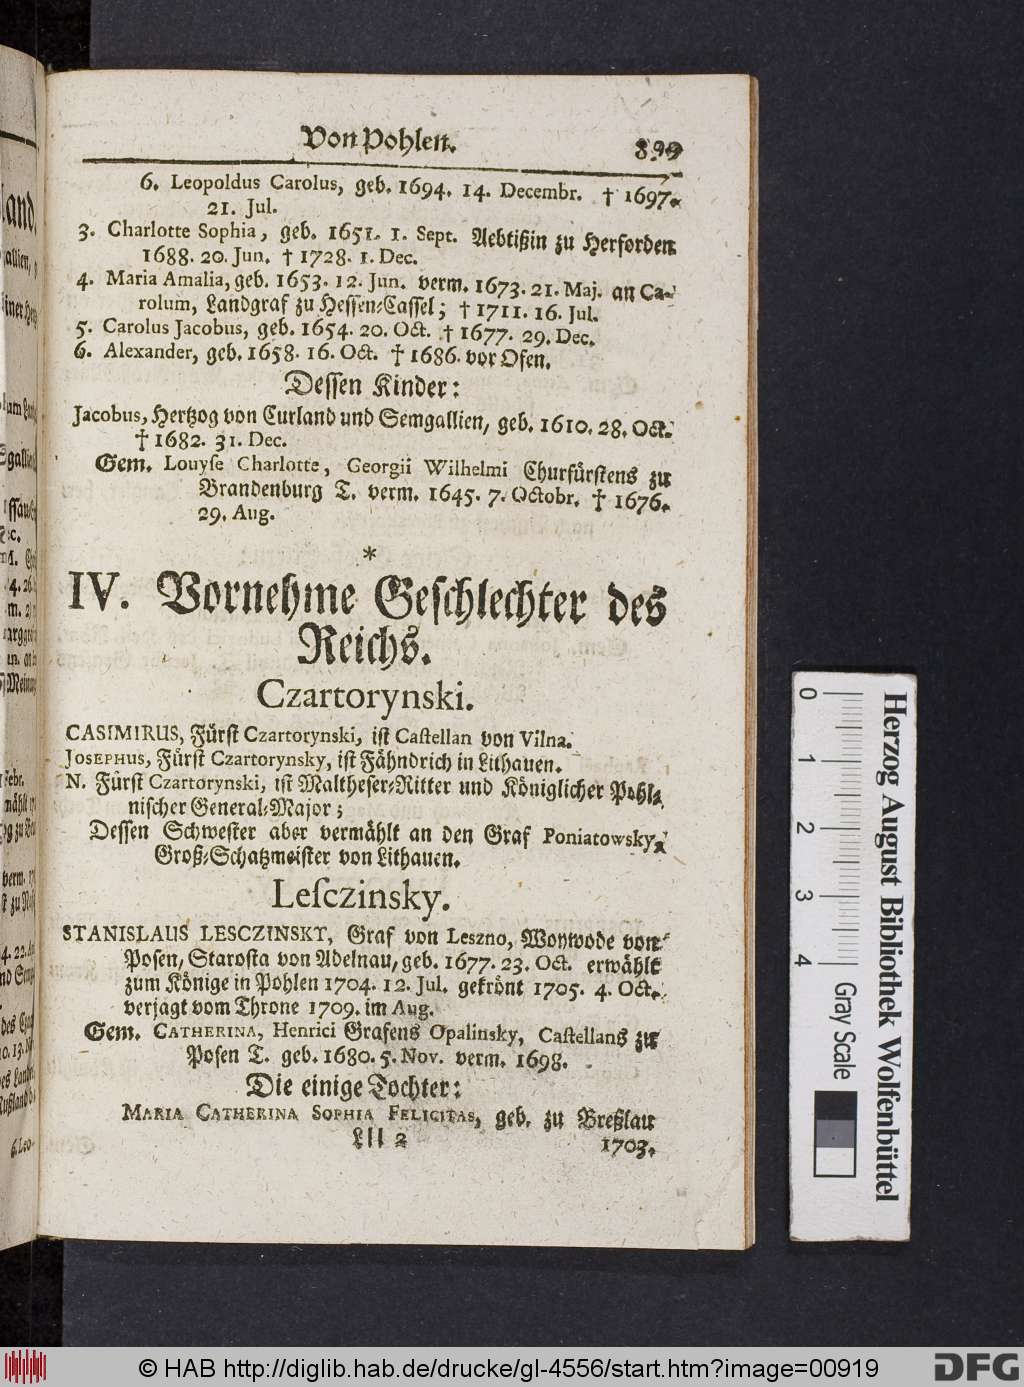 Von Pohlen. 899
6. Leopoldus Carolus, geb. 1694. 14. Decembr. † 1697.
21. Jul.
3. Charlotte Sophia, geb. 1651. 1. Sept. Aebtißin zu Herforden
1688. 20. Jun. † 1728. 1. Dec.
4. Maria Amalia, geb. 1653. 12. Jun. verm. 1673. 21. Maj. an Ca-
rolum, Landgraf zu Hessen-Cassel; † 1711. 16. Jul.
5. Carolus Jacobus, geb. 1654. 20. Oct. † 1677. 29. Dec.
6. Alexander, geb. 1658. 16. Oct. † 1686. vor Ofen.
Dessen Kinder:
Jacobus, Hertzog von Curland und Semgallien, geb. 1610. 28. Oct.
† 1682. 31. Dec.
Gem. Louyse Charlotte, Georgii Wilhelmi Churfürstens zu
Brandenburg T. verm. 1645. 7. Octobr. † 1676.
29. Aug.
*
IV. Vornehme Geschlechter des
Reichs.
Czartorynski.
CASIMIRUS, Fürst Czartorynski, ist Castellan von Vilna.
JOSEPHUS, Fürst Czartorynsky, ist Fähndrich in Lithauen.
N. Fürst Czartorynski, ist Maltheser-Ritter und Königlicher Pohl-
nischer General-Major;
Dessen Schwester aber vermählt an den Graf Poniatowsky,
Groß-Schatzmeister von Lithauen.
Lesczinsky.
STANISLAUS LESCZINSKY, Graf von Leszno, Woywode von
Posen, Starosta von Adelnau, geb. 1677. 23. Oct. erwählt
zum Könige in Pohlen 1704. 12. Jul. gekrönt 1705. 4. Oct.
verjagt vom Throne 1709. im Aug.
Gem. CATHERINA, Henrici Grafens Opalinsky, Castellans zu
Posen T. geb. 1680. 5. Nov. verm. 1698.
Die einige Tochter:
MARIA CATHERINA SOPHIA FELICITAS, geb. zu Breßlau
Lll 2 1703.
0 1 2 3 4
Herzog August Bibliothek Wolfenbüttel
Gray Scale
© HAB http://diglib.hab.de/drucke/gl-4556/start.htm?image=00919
DFG